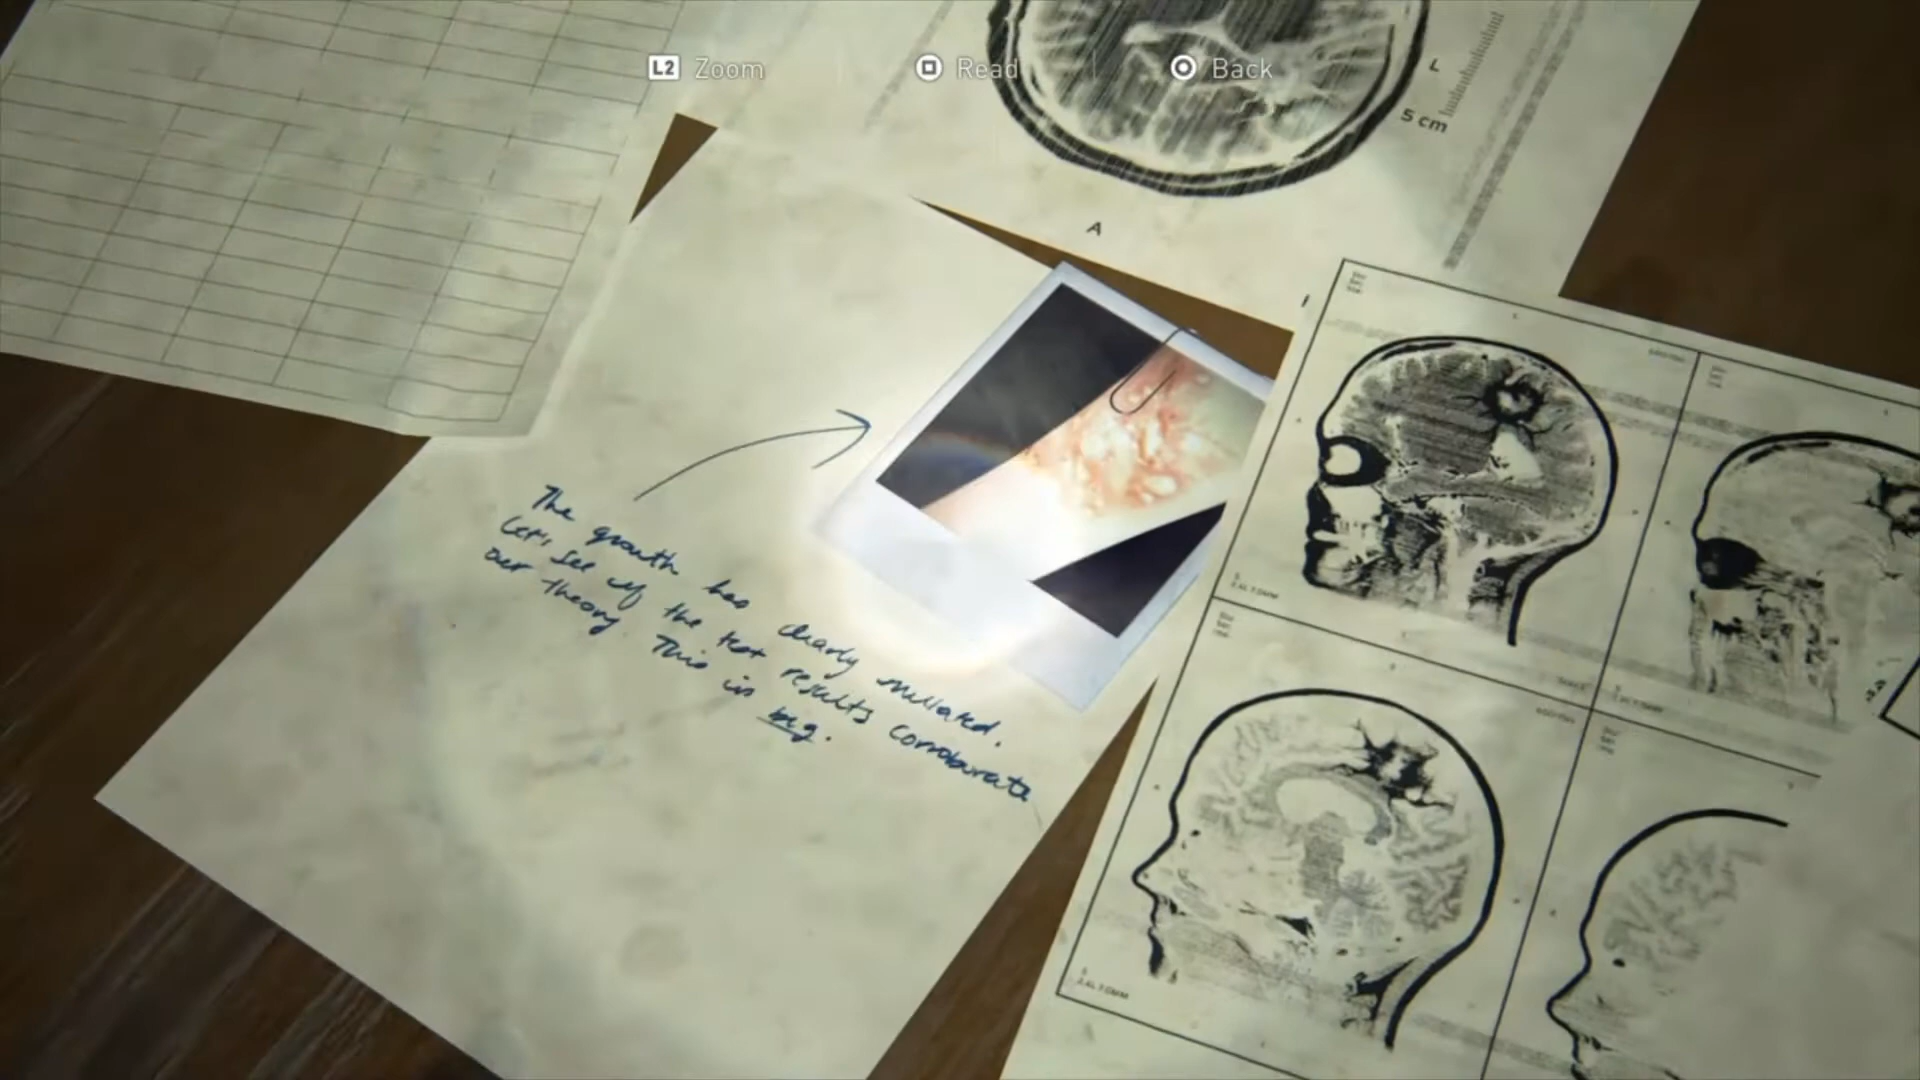 L2 Zoom
Read
Back
L
5 cm
A
The growth has clearly mutated.
Let's see if the test results corroborate
our theory This is big.